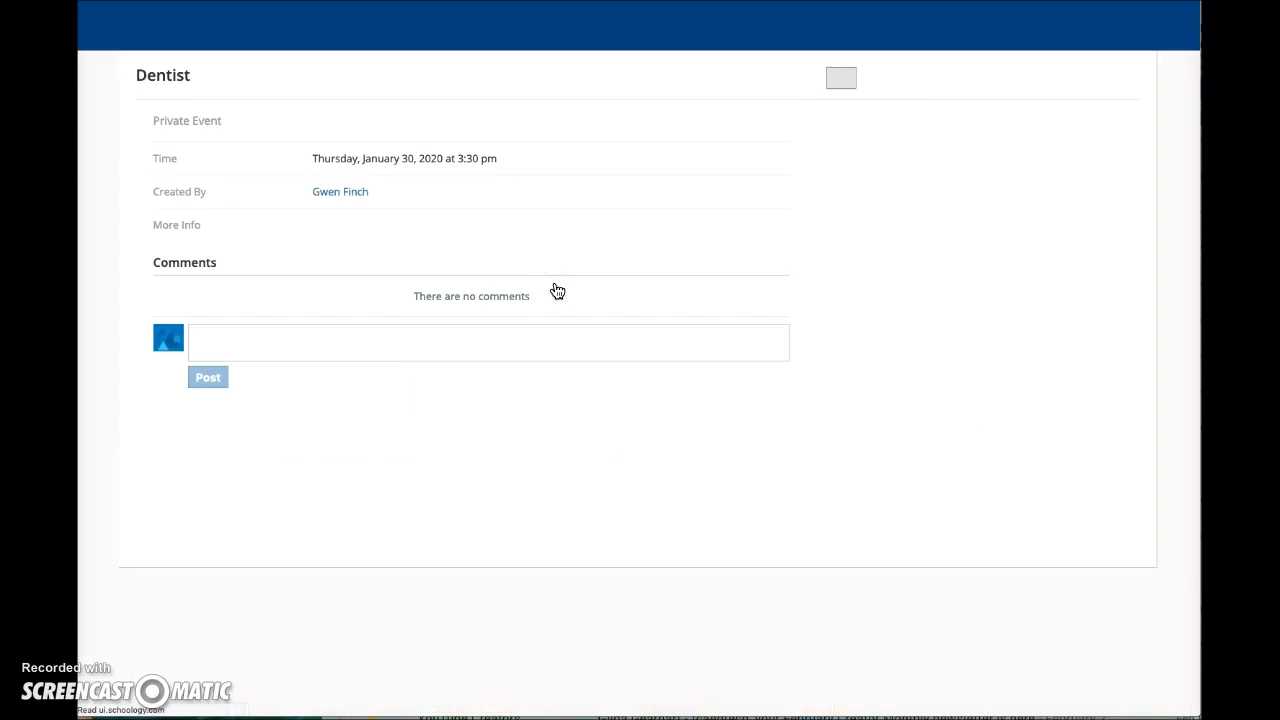 Dentist
Private Event
Time Thursday, January 30, 2020 at 3:30 pm
Created By Gwen Finch
More Info
Comments
There are no comments
Post
Recorded with
SCREENCAST-O-MATIC
Read ui.schoology.com